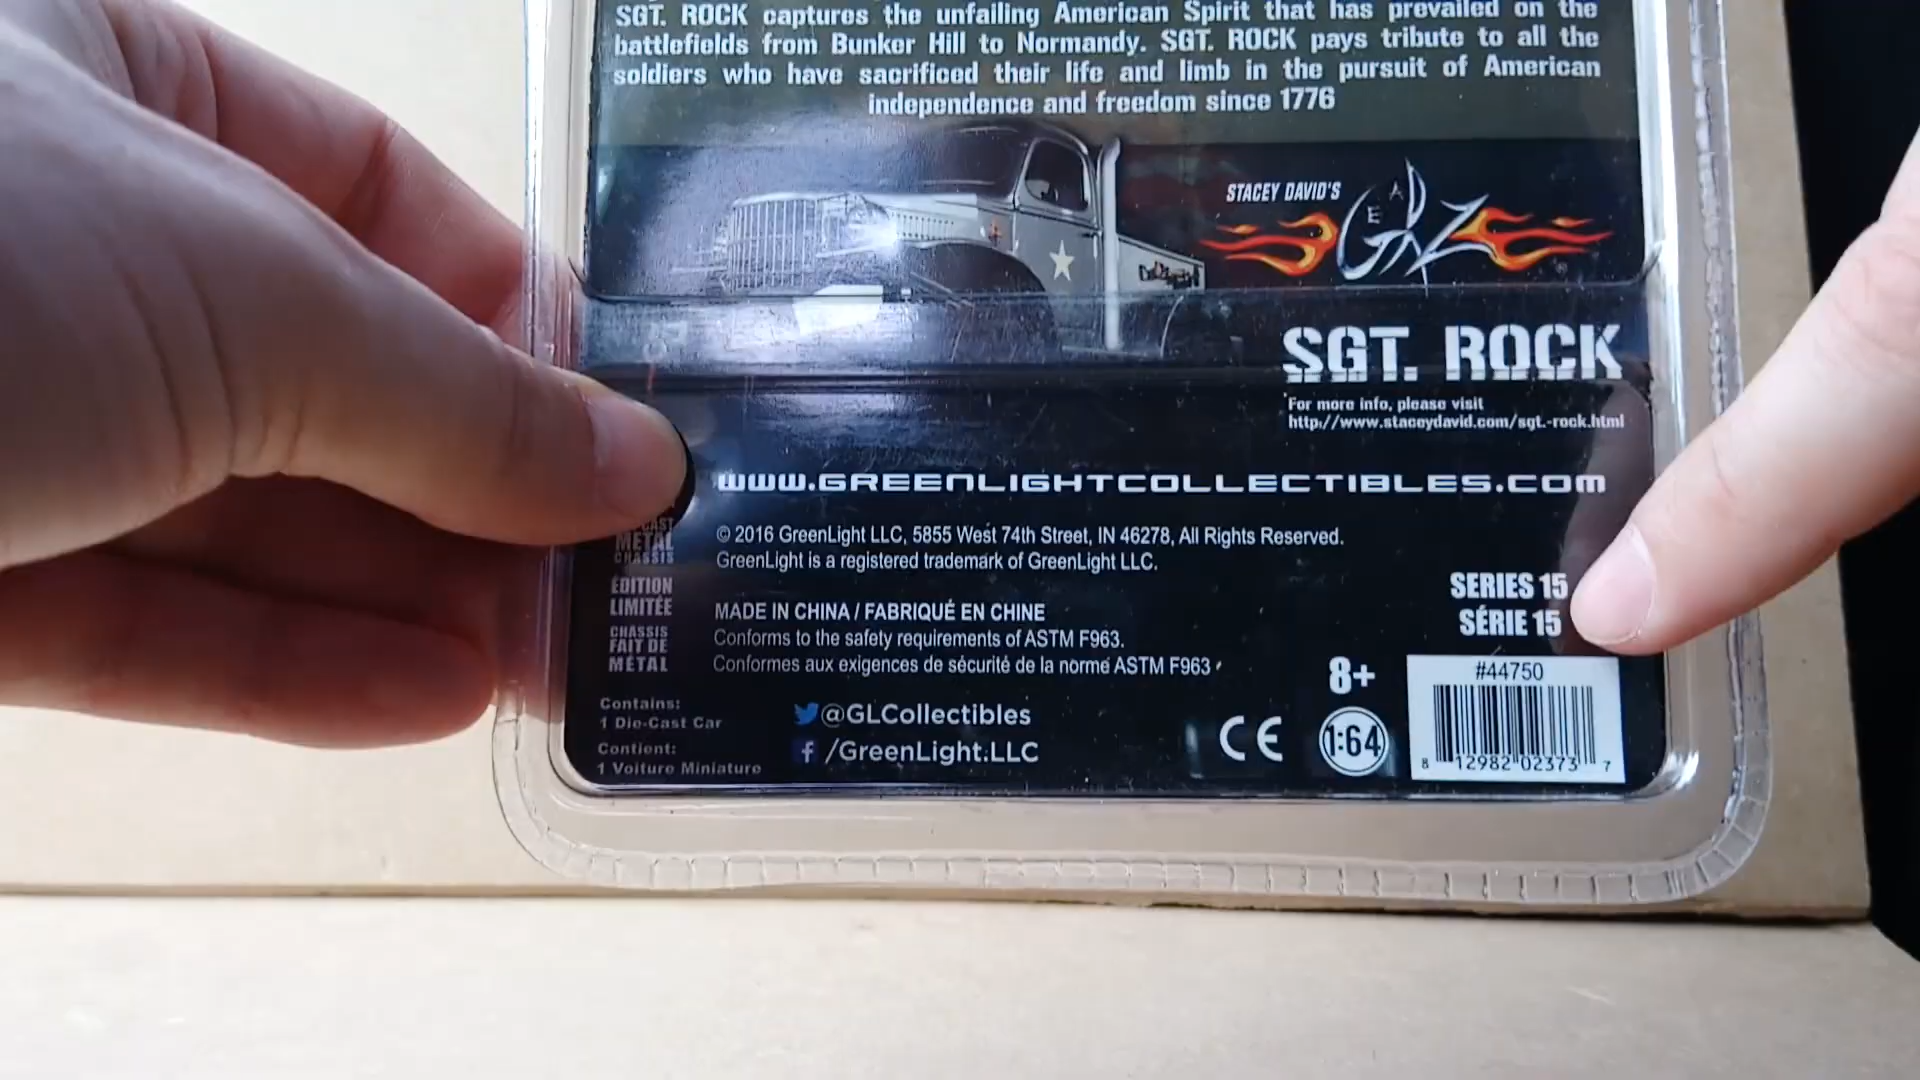 SGT. ROCK captures the unfailing American Spirit that has prevailed on the
battlefields from Bunker Hill to Normandy. SGT. ROCK pays tribute to all the
soldiers who have sacrificed their life and limb in the pursuit of American
independence and freedom since 1776
STACEY DAVID'S
GEARZ
SGT. ROCK
For more info, please visit
http://www.staceydavid.com/sgt.-rock.html
www.GREENLIGHTCOLLECTIBLES.com
© 2016 GreenLight LLC, 5855 West 74th Street, IN 46278, All Rights Reserved.
GreenLight is a registered trademark of GreenLight LLC.
METAL
CHASSIS
ÉDITION
LIMITÉE
CHÂSSIS
FAIT DE
MÉTAL
MADE IN CHINA / FABRIQUÉ EN CHINE
Conforms to the safety requirements of ASTM F963.
Conformes aux exigences de sécurité de la norme ASTM F963
SERIES 15
SÉRIE 15
Contains:
1 Die-Cast Car
Contient:
1 Voiture Miniature
@GLCollectibles
/GreenLight.LLC
CE
8+
1:64
#44750
8 12982 02373 7